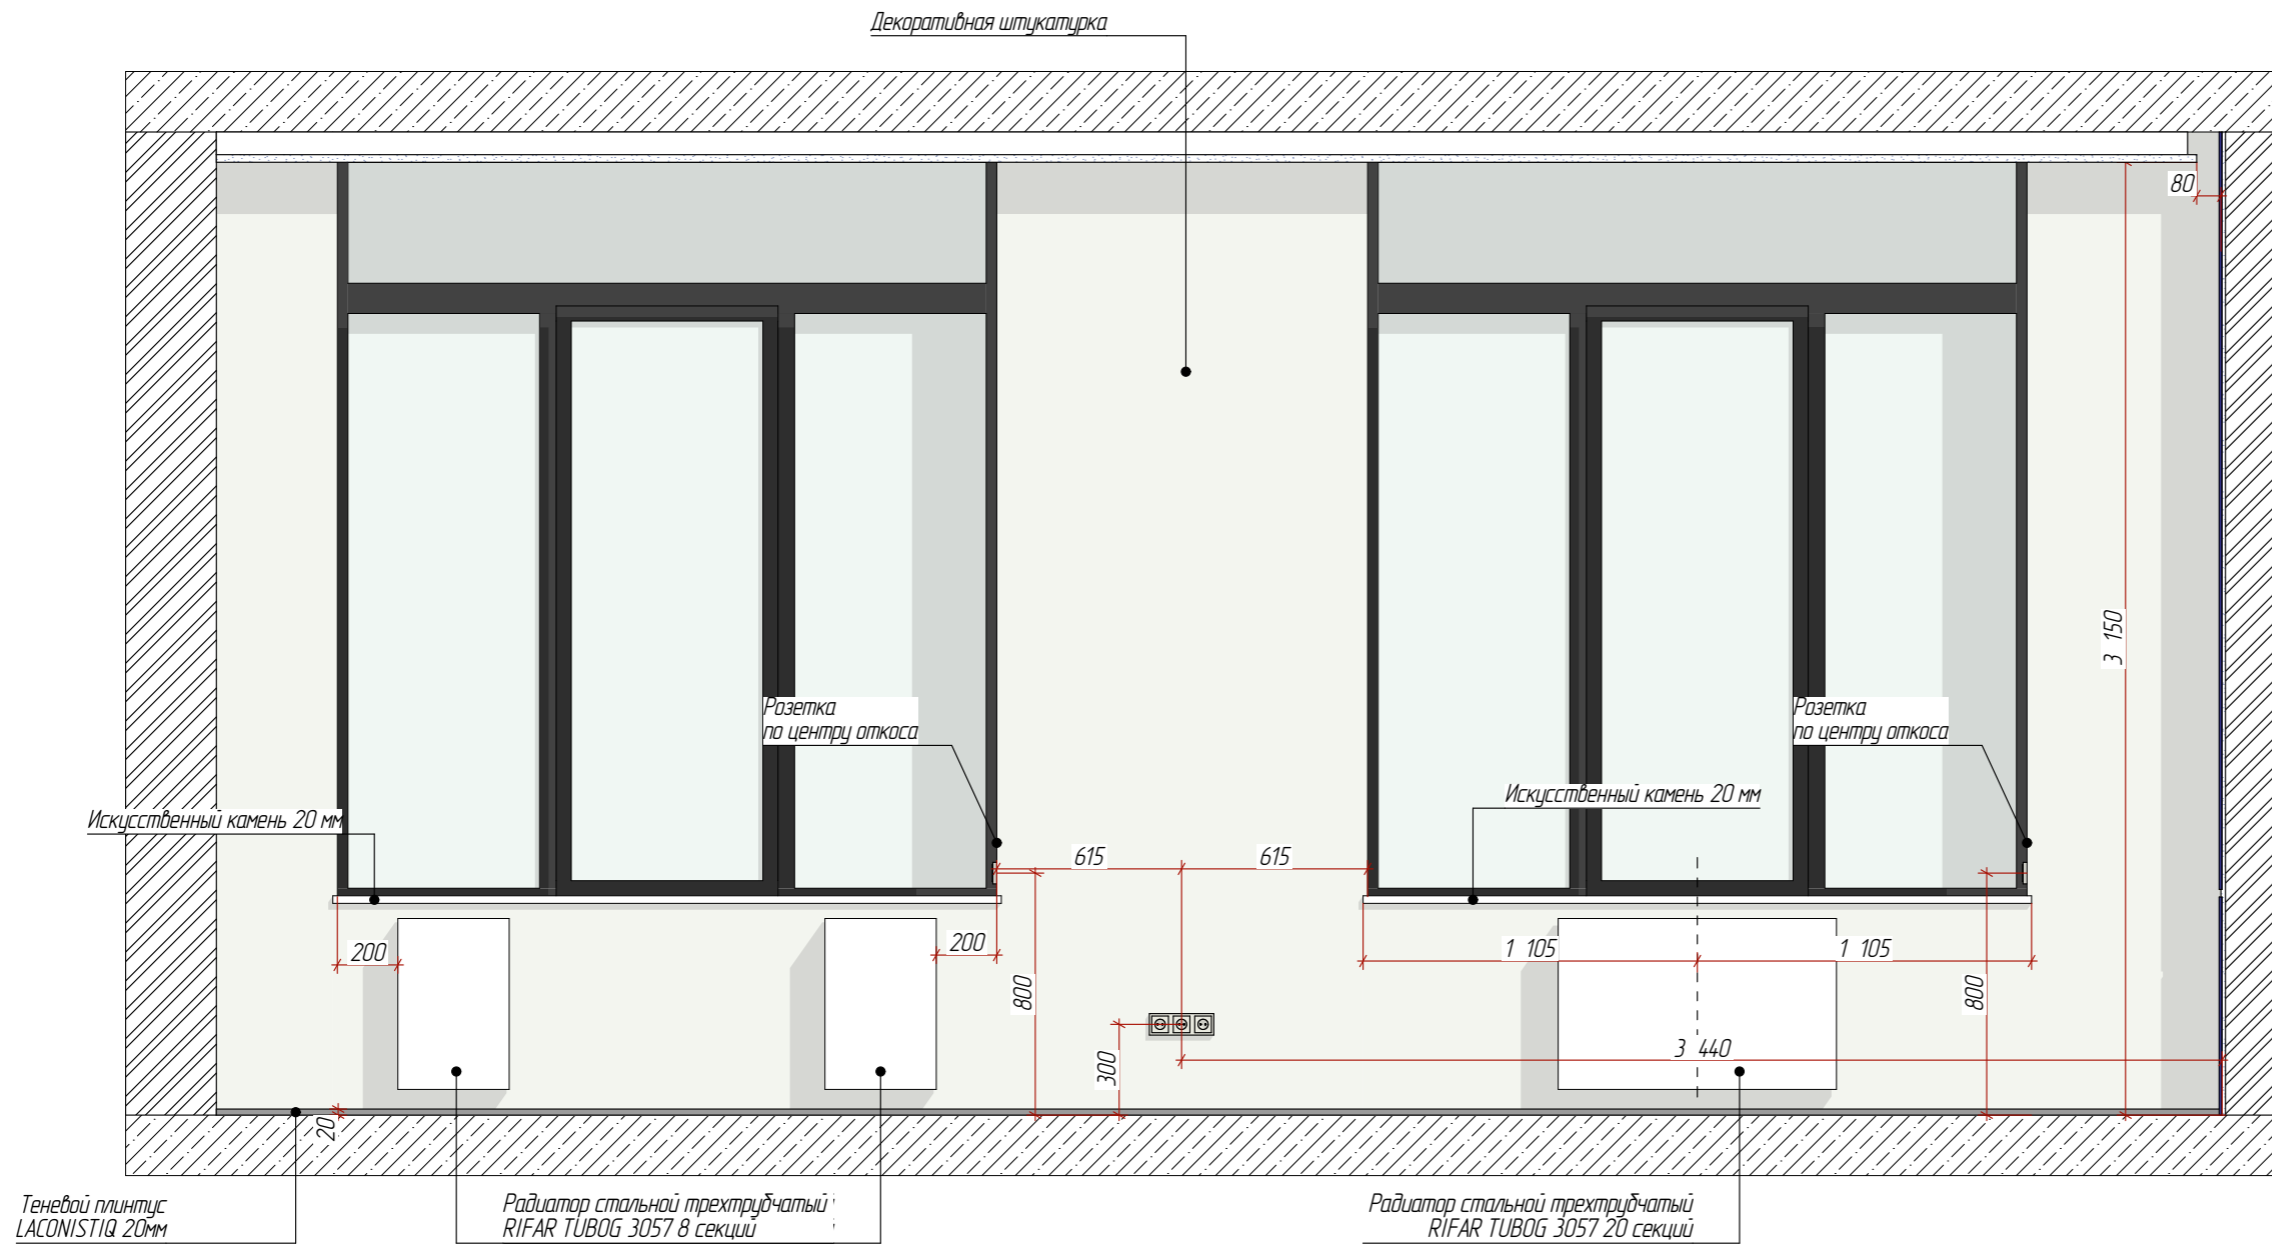 Декоративная штукатурка
80
3 150
Розетка
по центру откоса
Розетка
по центру откоса
Искусственный камень 20 мм
Искусственный камень 20 мм
615
615
200
200
1 105
1 105
800
800
300
3 440
20
Теневой плинтус
LACONISTIQ 20мм
Радиатор стальной трехтрубчатый
RIFAR TUBOG 3057 8 секций
Радиатор стальной трехтрубчатый
RIFAR TUBOG 3057 20 секций